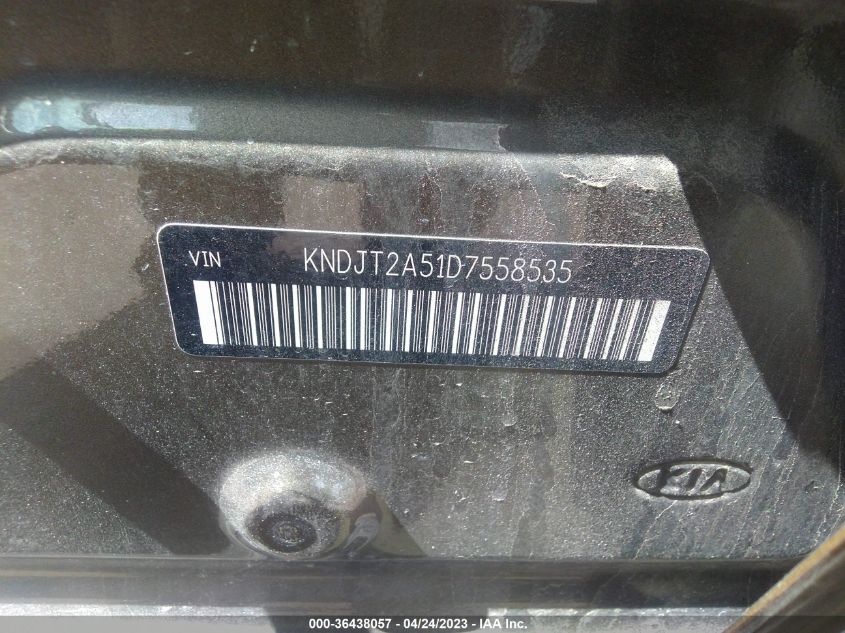 VIN KNDJT2A51D7558535
KIA
000-36438057 - 04/24/2023 - IAA Inc.